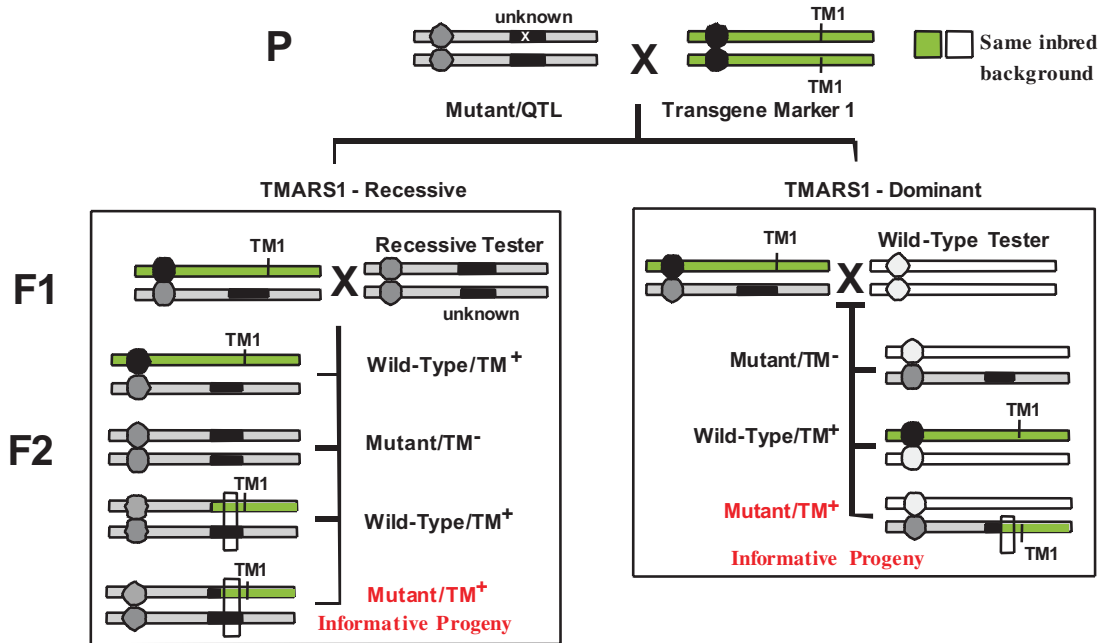 P
unknown
X
X
TM1
TM1
Same inbred
background
Mutant/QTL
Transgene Marker 1
TMARS1 - Recessive
TMARS1 - Dominant
F1
TM1
X
Recessive Tester
unknown
TM1
X
Wild-Type Tester
F2
TM1
Wild-Type/TM+
Mutant/TM-
TM1
Wild-Type/TM+
TM1
Mutant/TM+
Informative Progeny
Mutant/TM-
Wild-Type/TM+
TM1
Mutant/TM+
TM1
Informative Progeny